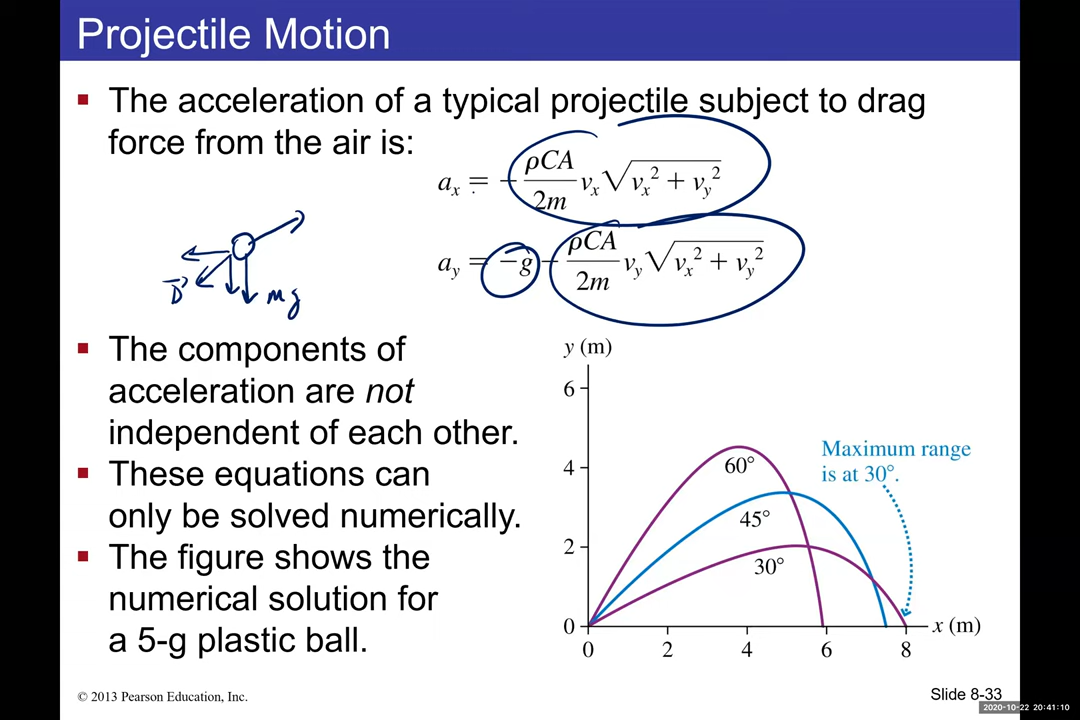 Projectile Motion
▪ The acceleration of a typical projectile subject to drag
force from the air is:
aₓ = − ρCA/2m vₓ √(vₓ² + v_y²)
a_y = −g − ρCA/2m v_y √(vₓ² + v_y²)
D⃗
mg
▪ The components of
acceleration are not
independent of each other.
▪ These equations can
only be solved numerically.
▪ The figure shows the
numerical solution for
a 5-g plastic ball.
y (m)
6
4
2
0
60°
45°
30°
Maximum range
is at 30°.
x (m)
0 2 4 6 8
© 2013 Pearson Education, Inc.
Slide 8-33
2020-10-22 20:41:10